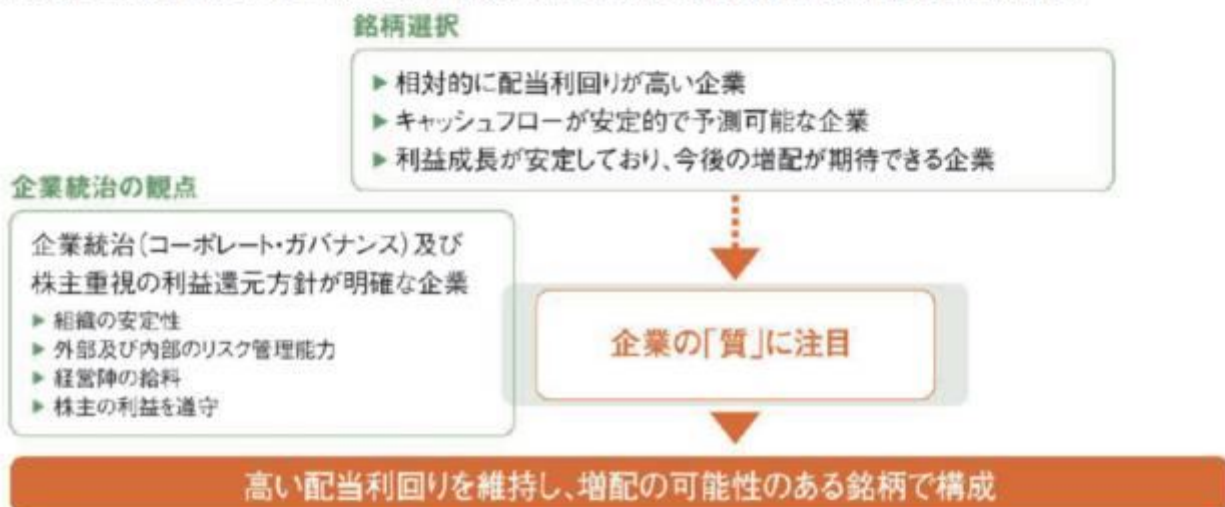 銘柄選択
▶ 相対的に配当利回りが高い企業
▶ キャッシュフローが安定的で予測可能な企業
▶ 利益成長が安定しており、今後の増配が期待できる企業
企業統治の観点
企業統治(コーポレート・ガバナンス)及び
株主重視の利益還元方針が明確な企業
▶ 組織の安定性
▶ 外部及び内部のリスク管理能力
▶ 経営陣の給料
▶ 株主の利益を遵守
企業の「質」に注目
高い配当利回りを維持し、増配の可能性のある銘柄で構成